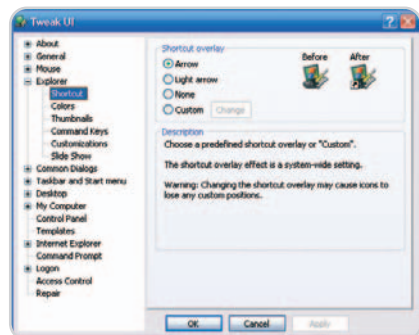 Tweak UI
About
General
Mouse
Explorer
Shortcut
Colors
Thumbnails
Command Keys
Customizations
Slide Show
Common Dialogs
Taskbar and Start menu
Desktop
My Computer
Control Panel
Templates
Internet Explorer
Command Prompt
Logon
Access Control
Repair
Shortcut overlay
Arrow
Light arrow
None
Custom Change
Before After
Description
Choose a predefined shortcut overlay or "Custom".
The shortcut overlay effect is a system-wide setting.
Warning: Changing the shortcut overlay may cause icons to
lose any custom positions.
OK Cancel Apply